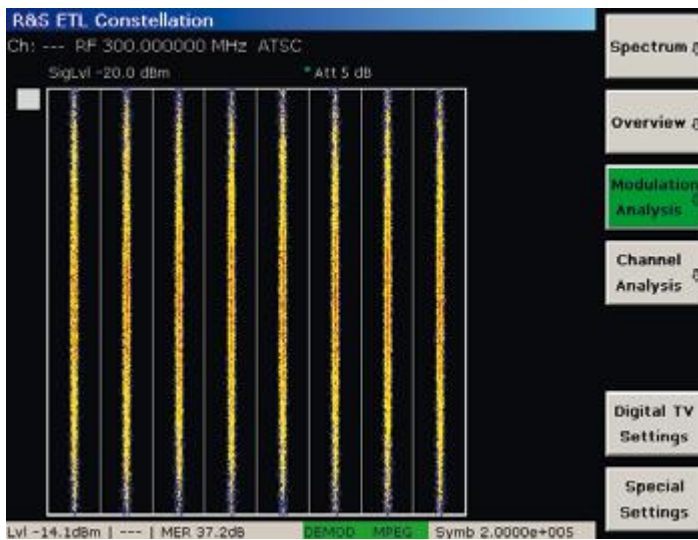 R&S ETL Constellation
Ch: --- RF 300.000000 MHz ATSC
SigLvl -20.0 dBm * Att 5 dB
Spectrum
Overview
Modulation
Analysis
Channel
Analysis
Digital TV
Settings
Special
Settings
Lvl -14.1dBm | --- | MER 37.2dB DEMOD MPEG Symb 2.0000e+005